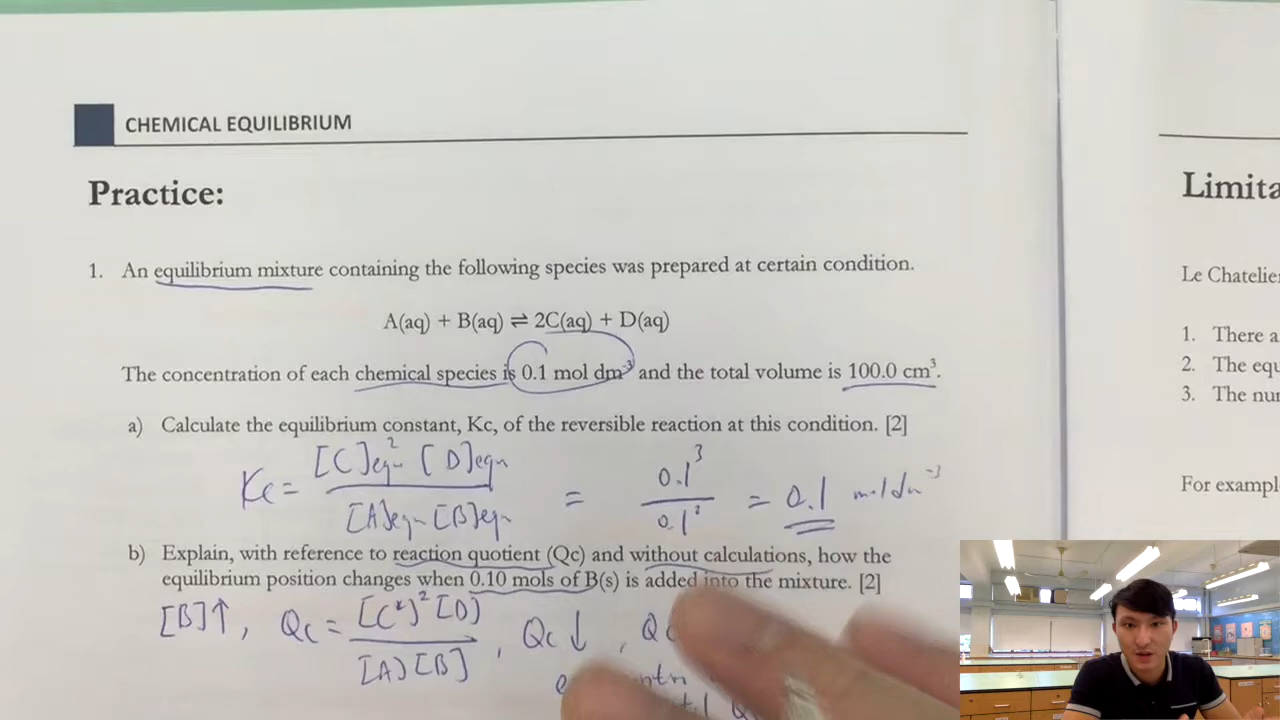 CHEMICAL EQUILIBRIUM
Practice:
1. An equilibrium mixture containing the following species was prepared at certain condition.
A(aq) + B(aq) ⇌ 2C(aq) + D(aq)
The concentration of each chemical species is 0.1 mol dm⁻³ and the total volume is 100.0 cm³.
a) Calculate the equilibrium constant, Kc, of the reversible reaction at this condition. [2]
Kc = [C]eqn² [D]eqn / [A]eqn [B]eqn = 0.1³ / 0.1² = 0.1 mol dm⁻³
b) Explain, with reference to reaction quotient (Qc) and without calculations, how the
equilibrium position changes when 0.10 mols of B(s) is added into the mixture. [2]
[B]↑, Qc = [C]² [D] / [A] [B], Qc ↓, Qc
Limita
Le Chatelie
1. There a
2. The equ
3. The nu
For exampl